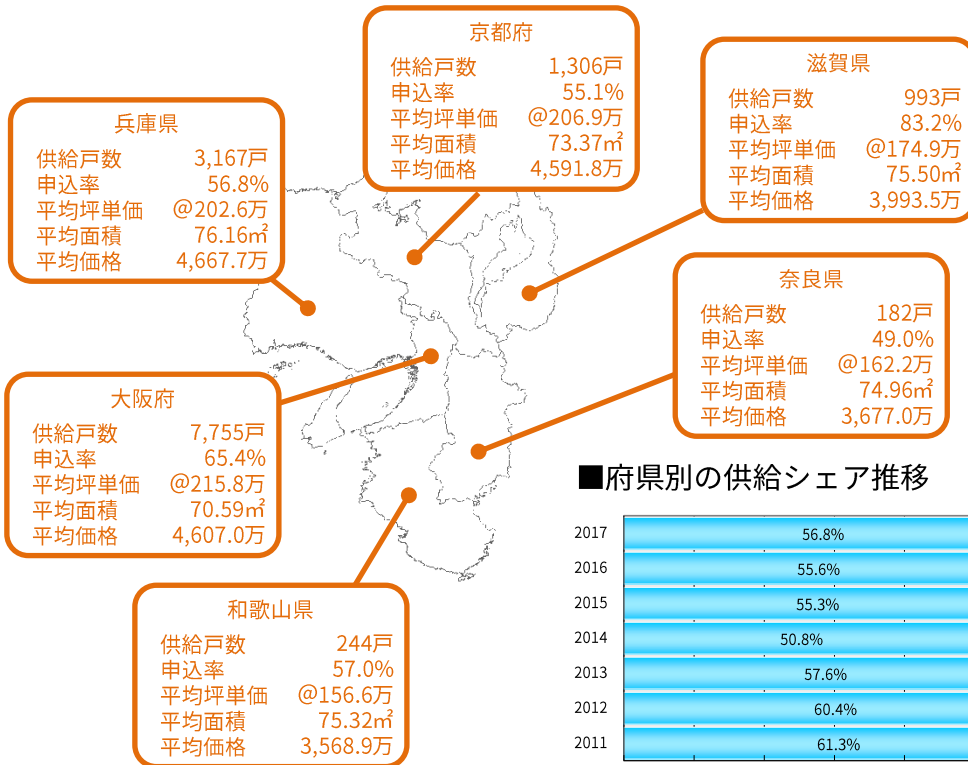 京都府
供給戸数 1,306戸
申込率 55.1%
平均坪単価 @206.9万
平均面積 73.37㎡
平均価格 4,591.8万
滋賀県
供給戸数 993戸
申込率 83.2%
平均坪単価 @174.9万
平均面積 75.50㎡
平均価格 3,993.5万
兵庫県
供給戸数 3,167戸
申込率 56.8%
平均坪単価 @202.6万
平均面積 76.16㎡
平均価格 4,667.7万
奈良県
供給戸数 182戸
申込率 49.0%
平均坪単価 @162.2万
平均面積 74.96㎡
平均価格 3,677.0万
大阪府
供給戸数 7,755戸
申込率 65.4%
平均坪単価 @215.8万
平均面積 70.59㎡
平均価格 4,607.0万
和歌山県
供給戸数 244戸
申込率 57.0%
平均坪単価 @156.6万
平均面積 75.32㎡
平均価格 3,568.9万
■府県別の供給シェア推移
2017 56.8%
2016 55.6%
2015 55.3%
2014 50.8%
2013 57.6%
2012 60.4%
2011 61.3%